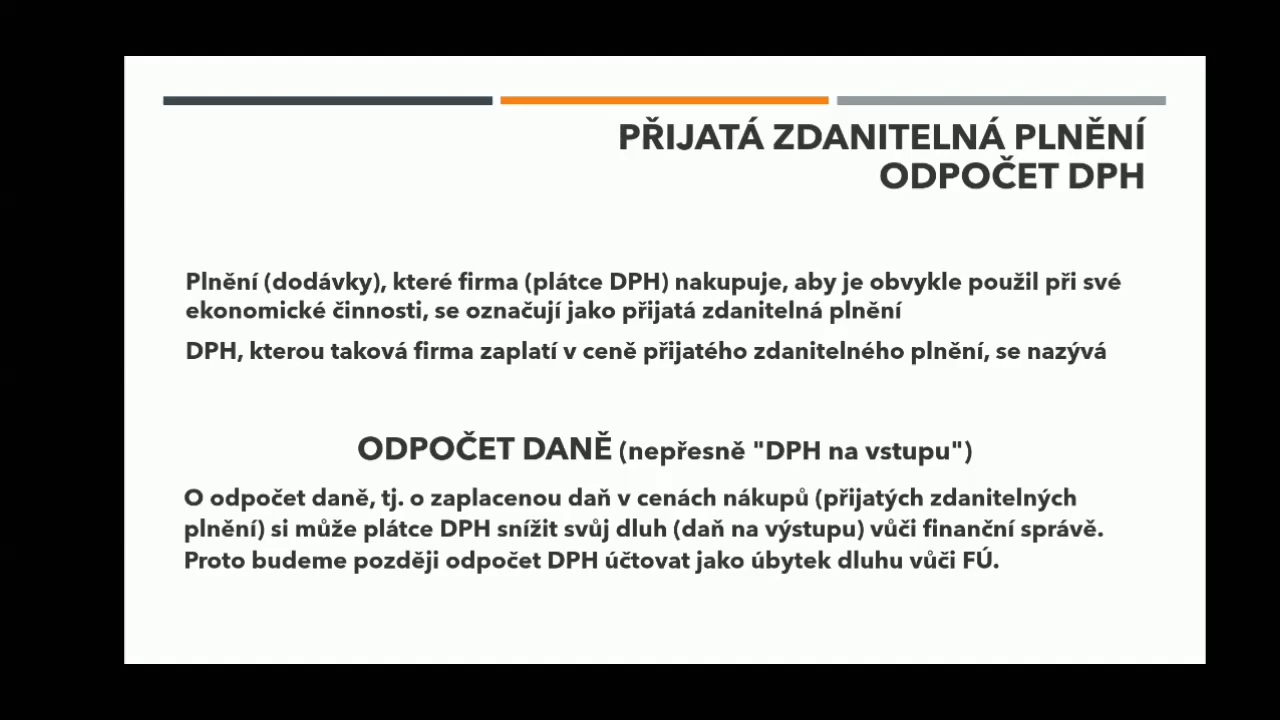 PŘIJATÁ ZDANITELNÁ PLNĚNÍ
ODPOČET DPH
Plnění (dodávky), které firma (plátce DPH) nakupuje, aby je obvykle použil při své
ekonomické činnosti, se označují jako přijatá zdanitelná plnění
DPH, kterou taková firma zaplatí v ceně přijatého zdanitelného plnění, se nazývá
ODPOČET DANĚ (nepřesně "DPH na vstupu")
O odpočet daně, tj. o zaplacenou daň v cenách nákupů (přijatých zdanitelných
plnění) si může plátce DPH snížit svůj dluh (daň na výstupu) vůči finanční správě.
Proto budeme později odpočet DPH účtovat jako úbytek dluhu vůči FÚ.